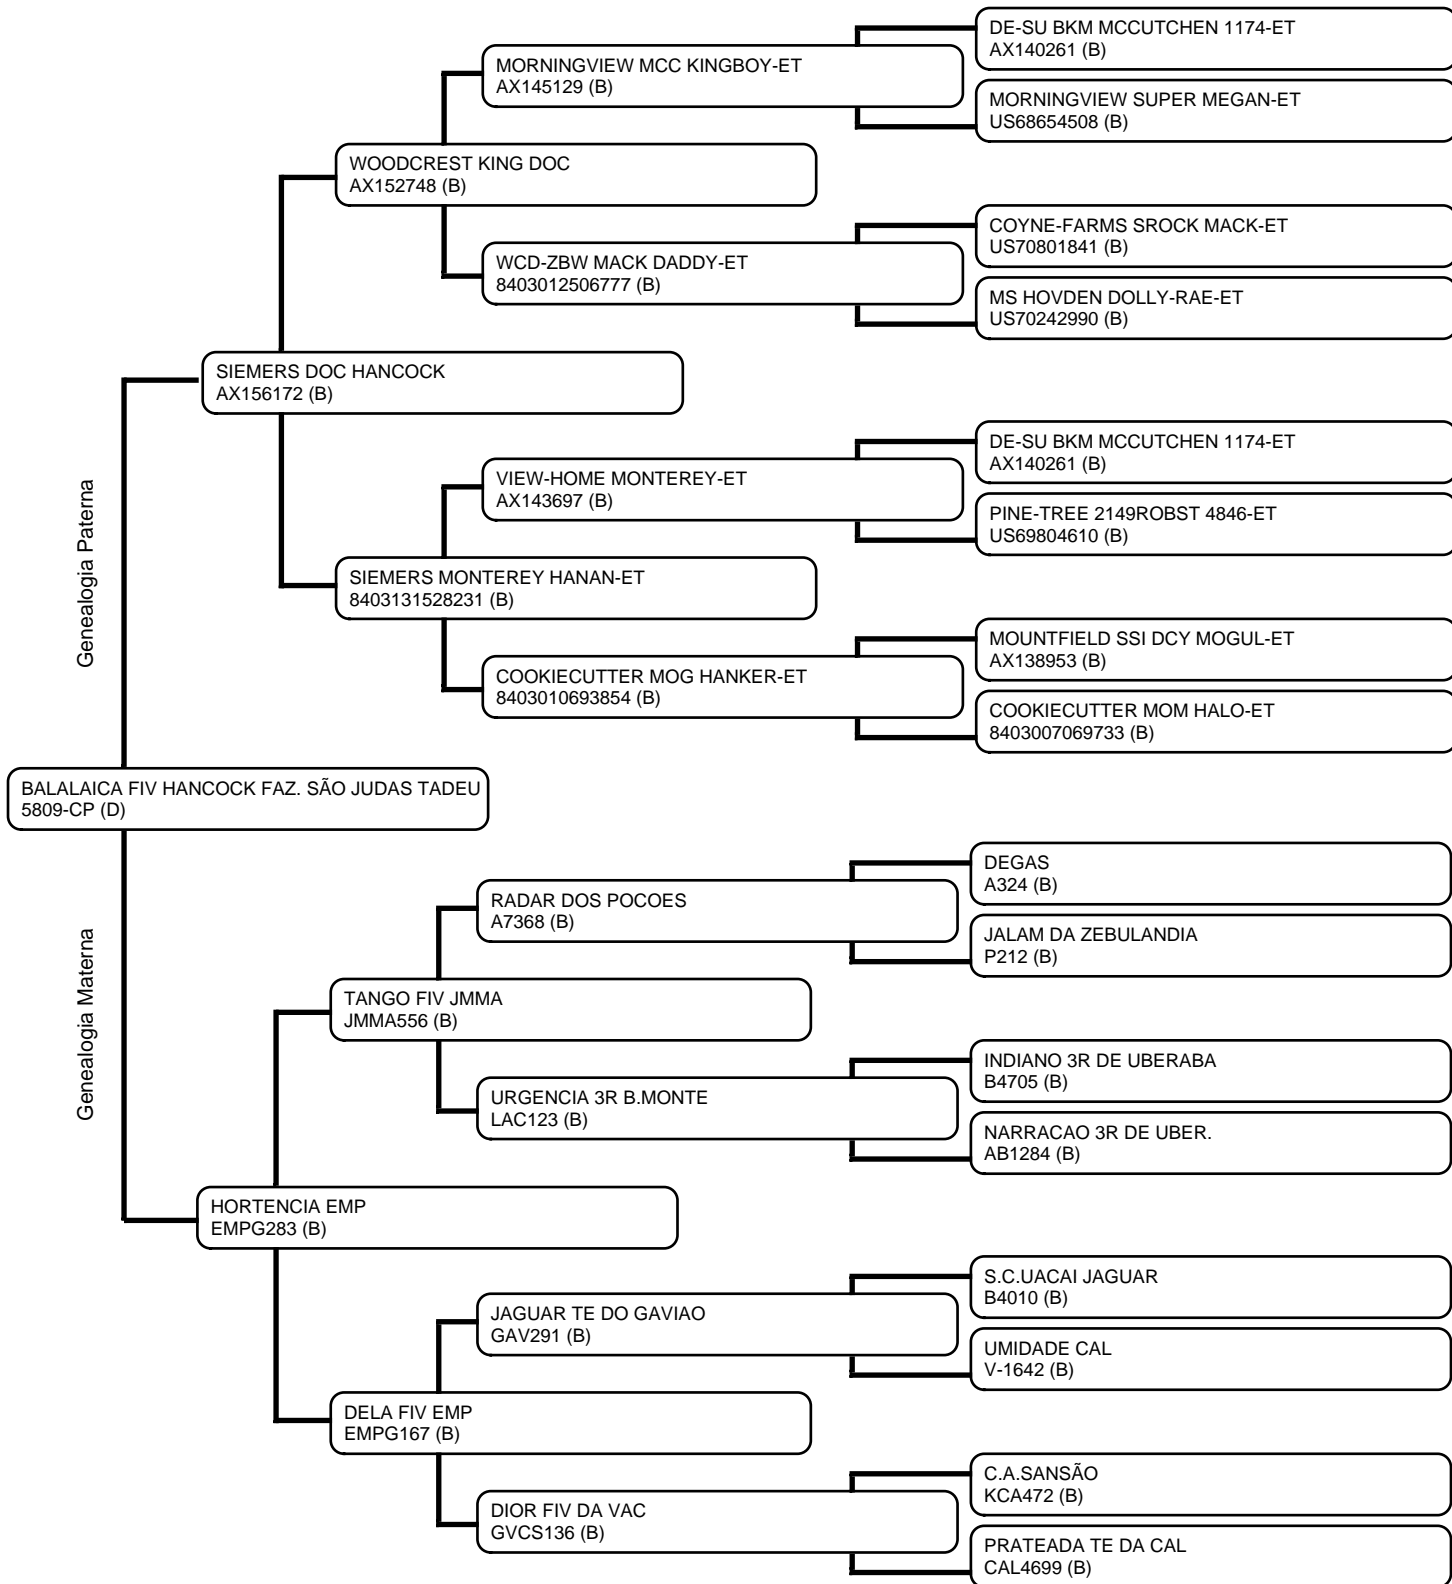 DE-SU BKM MCCUTCHEN 1174-ET
AX140261 (B)
MORNINGVIEW MCC KINGBOY-ET
AX145129 (B)
MORNINGVIEW SUPER MEGAN-ET
US68654508 (B)
WOODCREST KING DOC
AX152748 (B)
COYNE-FARMS SROCK MACK-ET
US70801841 (B)
WCD-ZBW MACK DADDY-ET
8403012506777 (B)
MS HOVDEN DOLLY-RAE-ET
US70242990 (B)
SIEMERS DOC HANCOCK
AX156172 (B)
DE-SU BKM MCCUTCHEN 1174-ET
AX140261 (B)
VIEW-HOME MONTEREY-ET
AX143697 (B)
PINE-TREE 2149ROBST 4846-ET
US69804610 (B)
Genealogia Paterna
SIEMERS MONTEREY HANAN-ET
8403131528231 (B)
MOUNTFIELD SSI DCY MOGUL-ET
AX138953 (B)
COOKIECUTTER MOG HANKER-ET
8403010693854 (B)
COOKIECUTTER MOM HALO-ET
8403007069733 (B)
BALALAICA FIV HANCOCK FAZ. SÃO JUDAS TADEU
5809-CP (D)
DEGAS
A324 (B)
RADAR DOS POCOES
A7368 (B)
JALAM DA ZEBULANDIA
P212 (B)
Genealogia Materna
TANGO FIV JMMA
JMMA556 (B)
INDIANO 3R DE UBERABA
B4705 (B)
URGENCIA 3R B.MONTE
LAC123 (B)
NARRACAO 3R DE UBER.
AB1284 (B)
HORTENCIA EMP
EMPG283 (B)
S.C.UACAI JAGUAR
B4010 (B)
JAGUAR TE DO GAVIAO
GAV291 (B)
UMIDADE CAL
V-1642 (B)
DELA FIV EMP
EMPG167 (B)
C.A.SANSÃO
KCA472 (B)
DIOR FIV DA VAC
GVCS136 (B)
PRATEADA TE DA CAL
CAL4699 (B)